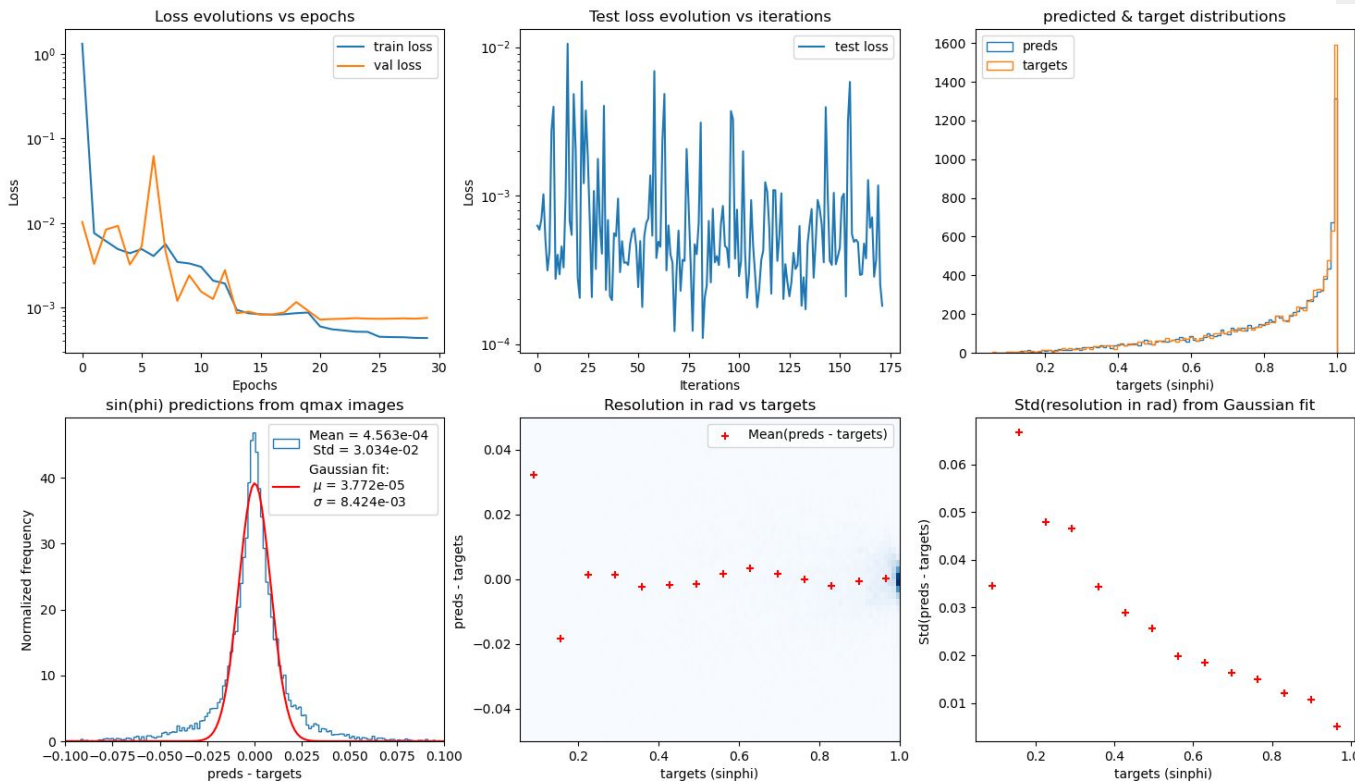 Loss evolutions vs epochs
10⁰
10⁻¹
10⁻²
10⁻³
Loss
train loss
val loss
0 5 10 15 20 25 30
Epochs
Test loss evolution vs iterations
10⁻²
10⁻³
10⁻⁴
Loss
test loss
0 25 50 75 100 125 150 175
Iterations
predicted & target distributions
preds
targets
1600
1400
1200
1000
800
600
400
200
0
0.2 0.4 0.6 0.8 1.0
targets (sinphi)
sin(phi) predictions from qmax images
Mean = 4.563e-04
Std = 3.034e-02
Gaussian fit:
μ = 3.772e-05
σ = 8.424e-03
Normalized frequency
40
30
20
10
0
-0.100 -0.075 -0.050 -0.025 0.000 0.025 0.050 0.075 0.100
preds - targets
Resolution in rad vs targets
Mean(preds - targets)
preds - targets
0.04
0.02
0.00
-0.02
-0.04
0.2 0.4 0.6 0.8 1.0
targets (sinphi)
Std(resolution in rad) from Gaussian fit
Std(preds - targets)
0.06
0.05
0.04
0.03
0.02
0.01
0.2 0.4 0.6 0.8 1.0
targets (sinphi)